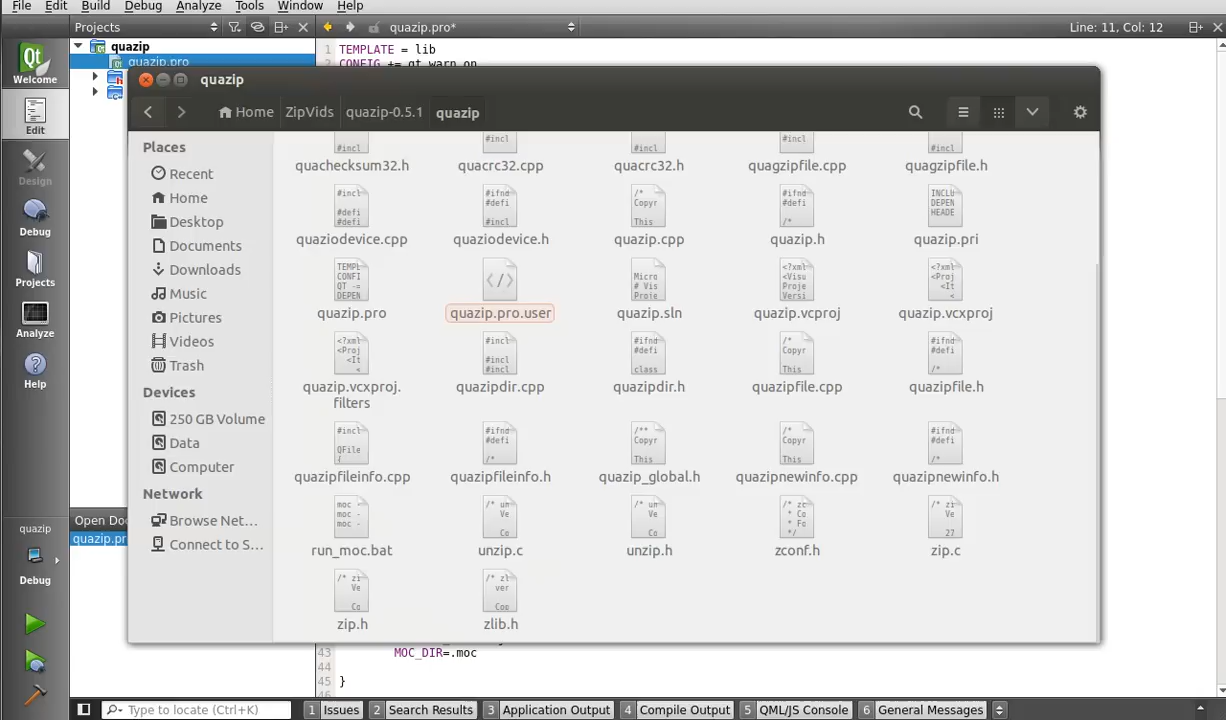 File Edit Build Debug Analyze Tools Window Help
Projects quazip.pro* Line: 11, Col: 12
quazip
quazip.pro
1 TEMPLATE = lib
CONFIG += qt warn_on
Welcome
Edit
Design
Debug
Projects
Analyze
Help
quazip
Home ZipVids quazip-0.5.1 quazip
Places
Recent
Home
Desktop
Documents
Downloads
Music
Pictures
Videos
Trash
Devices
250 GB Volume
Data
Computer
Network
Browse Net...
Connect to S...
quachecksum32.h quacrc32.cpp quacrc32.h quagzipfile.cpp quagzipfile.h
quaziodevice.cpp quaziodevice.h quazip.cpp quazip.h quazip.pri
quazip.pro quazip.pro.user quazip.sln quazip.vcproj quazip.vcxproj
quazip.vcxproj. quazipdir.cpp quazipdir.h quazipfile.cpp quazipfile.h
filters
quazipfileinfo.cpp quazipfileinfo.h quazip_global.h quazipnewinfo.cpp quazipnewinfo.h
run_moc.bat unzip.c unzip.h zconf.h zip.c
zip.h zlib.h
Open Doc
quazip.pr
quazip
Debug
43 MOC_DIR=.moc
44
45 }
46
Type to locate (Ctrl+K) 1 Issues 2 Search Results 3 Application Output 4 Compile Output 5 QML/JS Console 6 General Messages